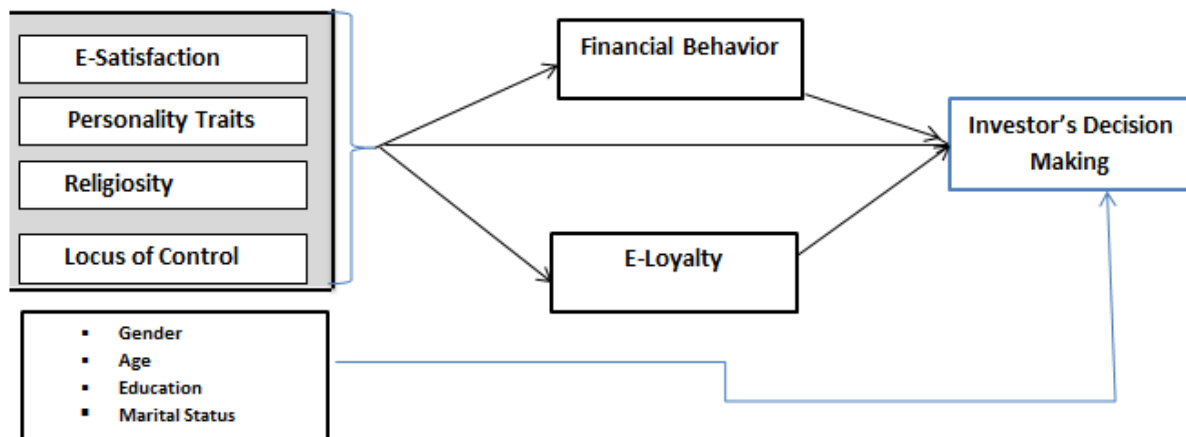 E-Satisfaction
Personality Traits
Religiosity
Locus of Control
Financial Behavior
E-Loyalty
Investor’s Decision
Making
▪ Gender
▪ Age
▪ Education
▪ Marital Status